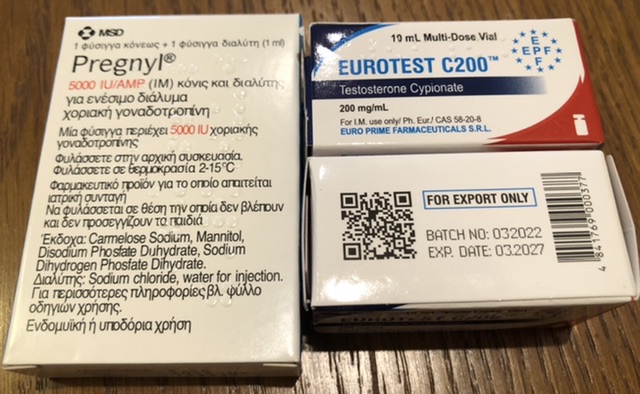 MSD
1 φύσιγγα κόνεως + 1 φύσιγγα διαλύτη (1 ml)
Pregnyl®
5000 IU/AMP (IM) κόνις και διαλύτης
για ενέσιμο διάλυμα
χοριακή γοναδοτροπίνη
Μία φύσιγγα περιέχει 5000 IU χοριακής
γοναδοτροπίνης
Φυλάσσετε στην αρχική συσκευασία.
Φυλάσσετε σε θερμοκρασία 2-15°C
Φαρμακευτικό προϊόν για το οποίο απαιτείται
ιατρική συνταγή
Να φυλάσσεται σε θέση την οποία δεν βλέπουν
και δεν προσεγγίζουν τα παιδιά
Έκδοχα: Carmelose Sodium, Mannitol,
Disodium Phosfate Duhydrate, Sodium
Dihydrogen Phosfate Dihydrate.
Διαλύτης: Sodium chloride, water for injection.
Για περισσότερες πληροφορίες βλ. φύλλο
οδηγιών χρήσης.
Ενδομυϊκή ή υποδόρια χρήση
10 mL Multi-Dose Vial
EUROTEST C200™
Testosterone Cypionate
200 mg/mL
For I.M. use only/ Ph. Eur./ CAS 58-20-8
EURO PRIME FARMACEUTICALS S.R.L.
E
E P F
F
FOR EXPORT ONLY
BATCH NO: 032022
EXP. DATE: 03.2027
4 841769 000377